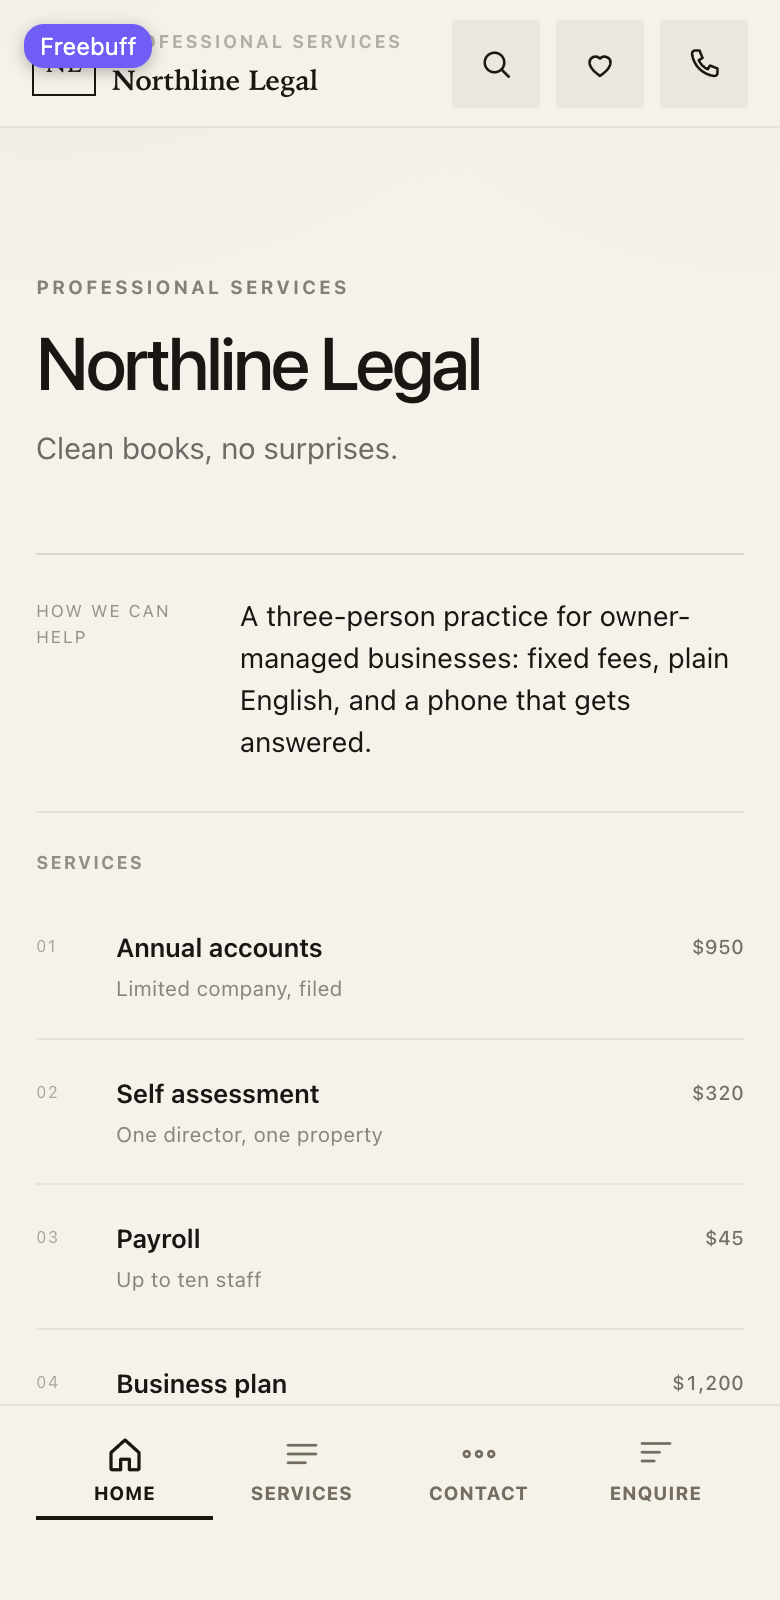 Freebuff
PROFESSIONAL SERVICES
Northline Legal
PROFESSIONAL SERVICES
Northline Legal
Clean books, no surprises.
HOW WE CAN
HELP
A three-person practice for owner-
managed businesses: fixed fees, plain
English, and a phone that gets
answered.
SERVICES
01 Annual accounts $950
Limited company, filed
02 Self assessment $320
One director, one property
03 Payroll $45
Up to ten staff
04 Business plan $1,200
HOME SERVICES CONTACT ENQUIRE